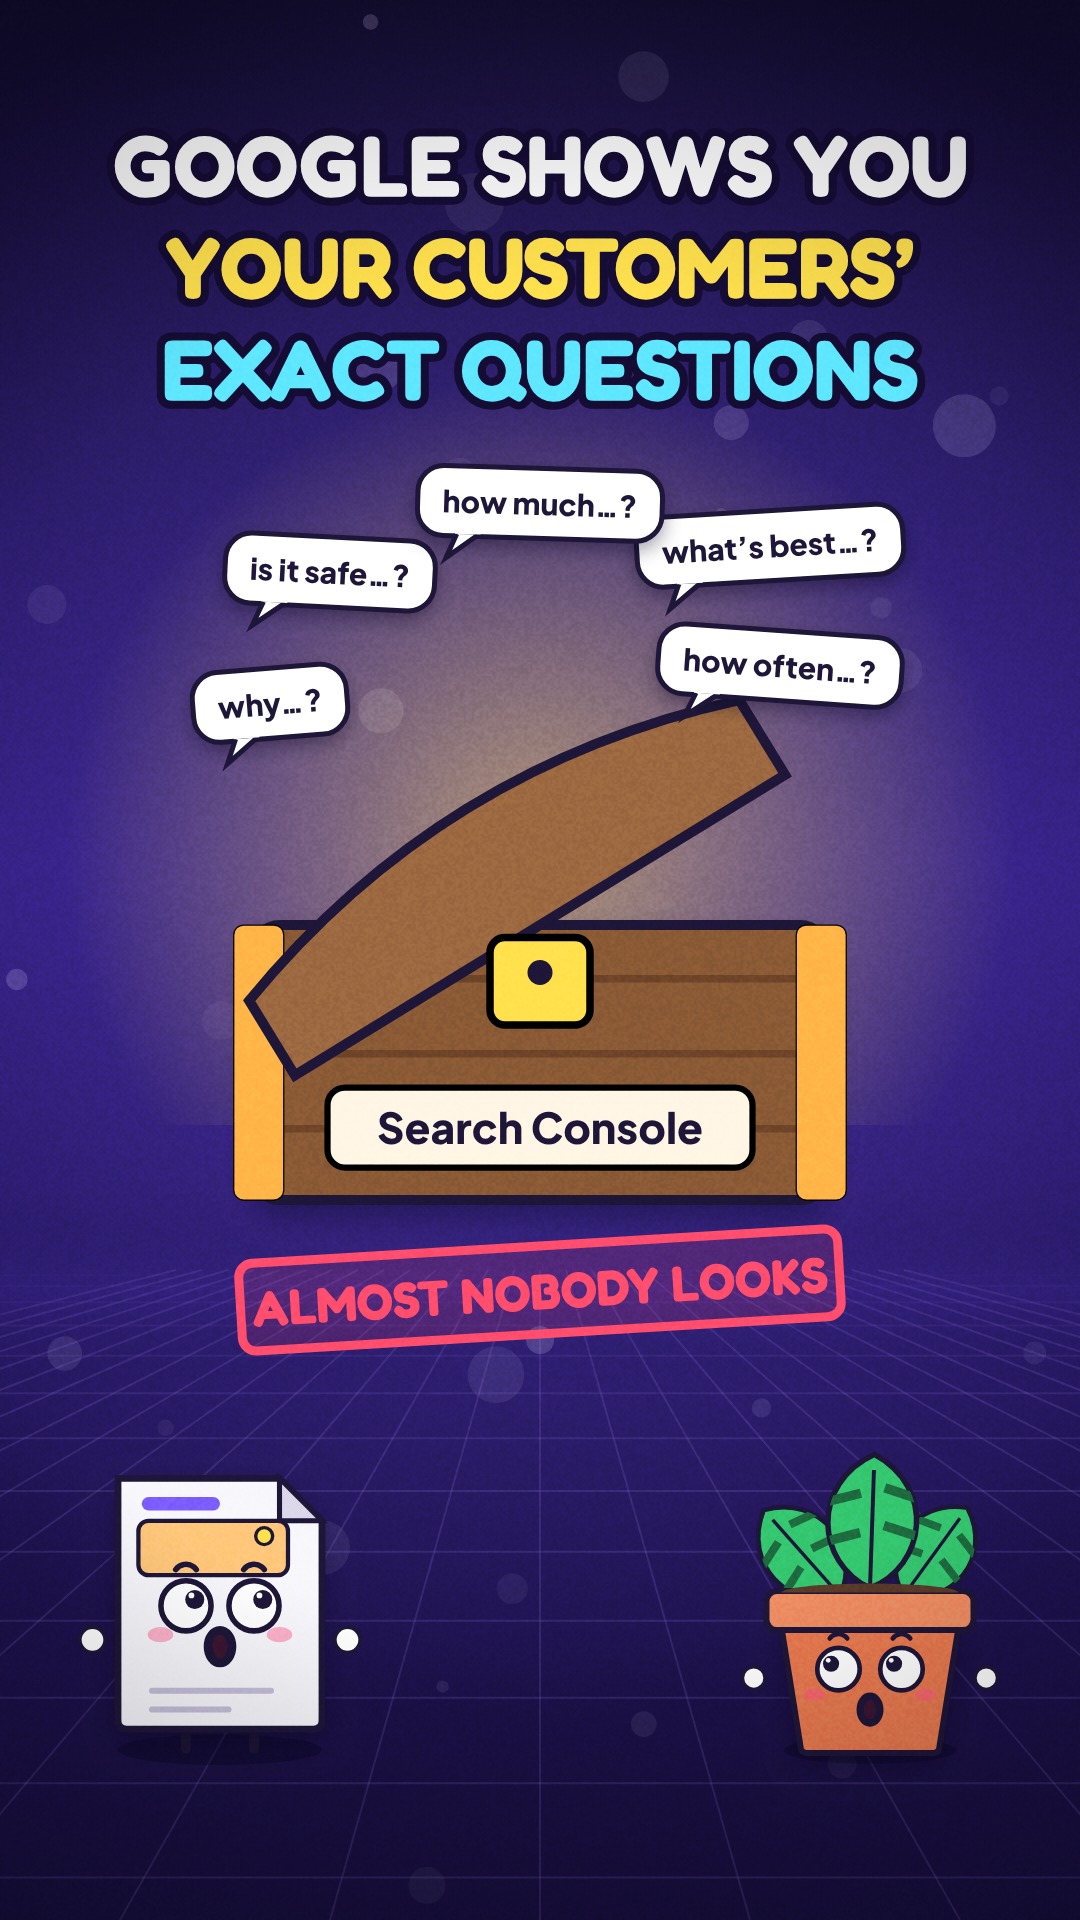 GOOGLE SHOWS YOU
YOUR CUSTOMERS’
EXACT QUESTIONS
how much…?
what’s best…?
is it safe…?
how often…?
why…?
Search Console
ALMOST NOBODY LOOKS